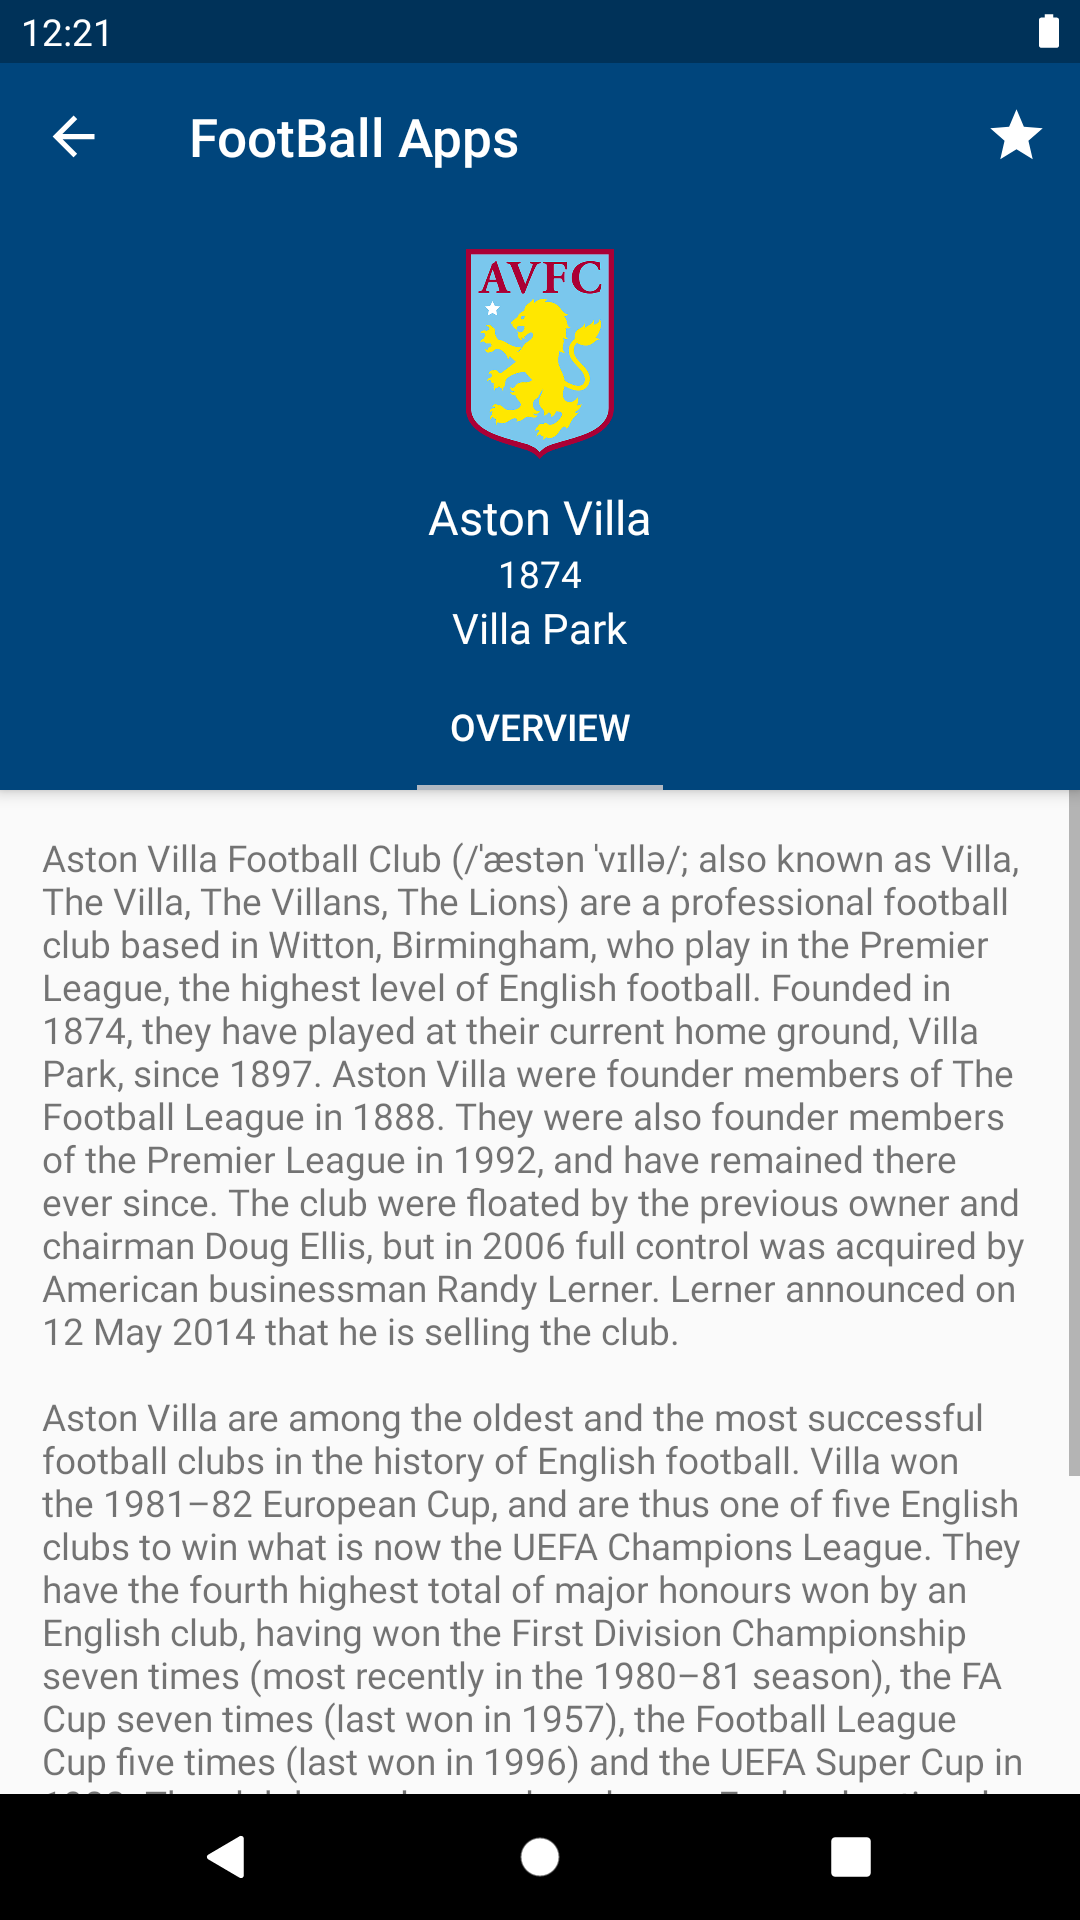 12:21
FootBall Apps
AVFC
Aston Villa
1874
Villa Park
OVERVIEW
Aston Villa Football Club (/ˈæstən ˈvɪllə/; also known as Villa,
The Villa, The Villans, The Lions) are a professional football
club based in Witton, Birmingham, who play in the Premier
League, the highest level of English football. Founded in
1874, they have played at their current home ground, Villa
Park, since 1897. Aston Villa were founder members of The
Football League in 1888. They were also founder members
of the Premier League in 1992, and have remained there
ever since. The club were floated by the previous owner and
chairman Doug Ellis, but in 2006 full control was acquired by
American businessman Randy Lerner. Lerner announced on
12 May 2014 that he is selling the club.
Aston Villa are among the oldest and the most successful
football clubs in the history of English football. Villa won
the 1981–82 European Cup, and are thus one of five English
clubs to win what is now the UEFA Champions League. They
have the fourth highest total of major honours won by an
English club, having won the First Division Championship
seven times (most recently in the 1980–81 season), the FA
Cup seven times (last won in 1957), the Football League
Cup five times (last won in 1996) and the UEFA Super Cup in